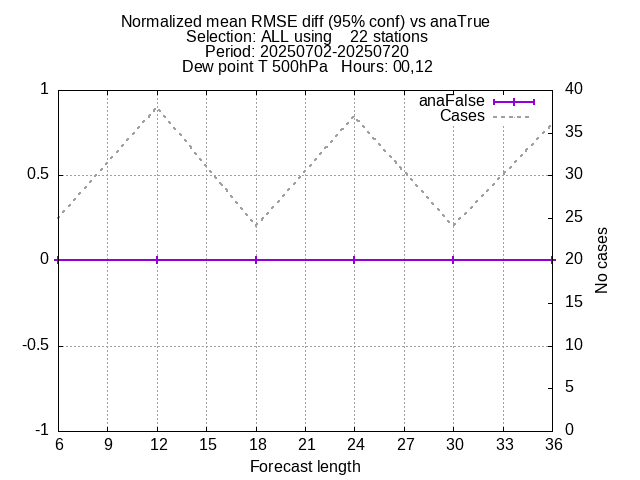 Normalized mean RMSE diff (95% conf) vs anaTrue
Selection: ALL using    22 stations
Period: 20250702-20250720
Dew point T 500hPa   Hours: 00,12
anaFalse
Cases
1
0.5
0
-0.5
-1
40
35
30
25
20
15
10
5
0
No cases
6 9 12 15 18 21 24 27 30 33 36
Forecast length